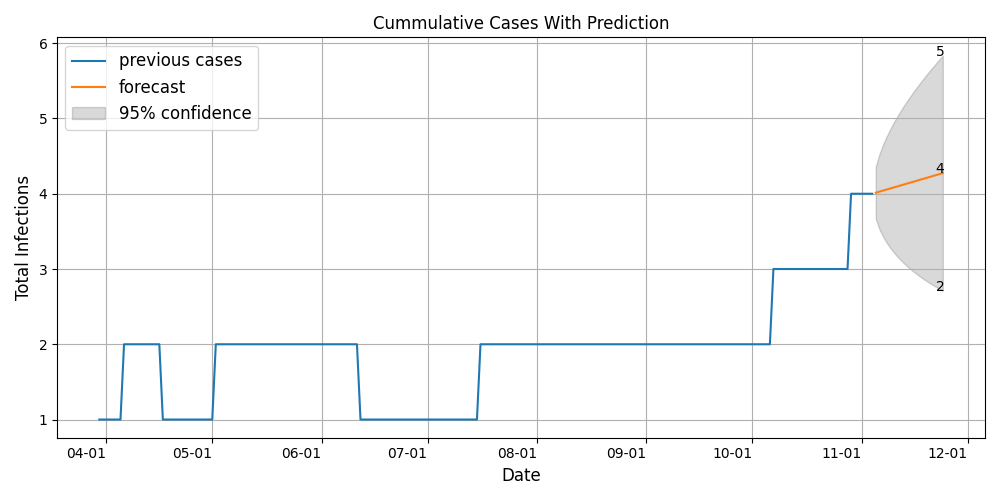 Cummulative Cases With Prediction
previous cases
forecast
95% confidence
6
5
4
3
2
1
5
4
2
Total Infections
04-01 05-01 06-01 07-01 08-01 09-01 10-01 11-01 12-01
Date